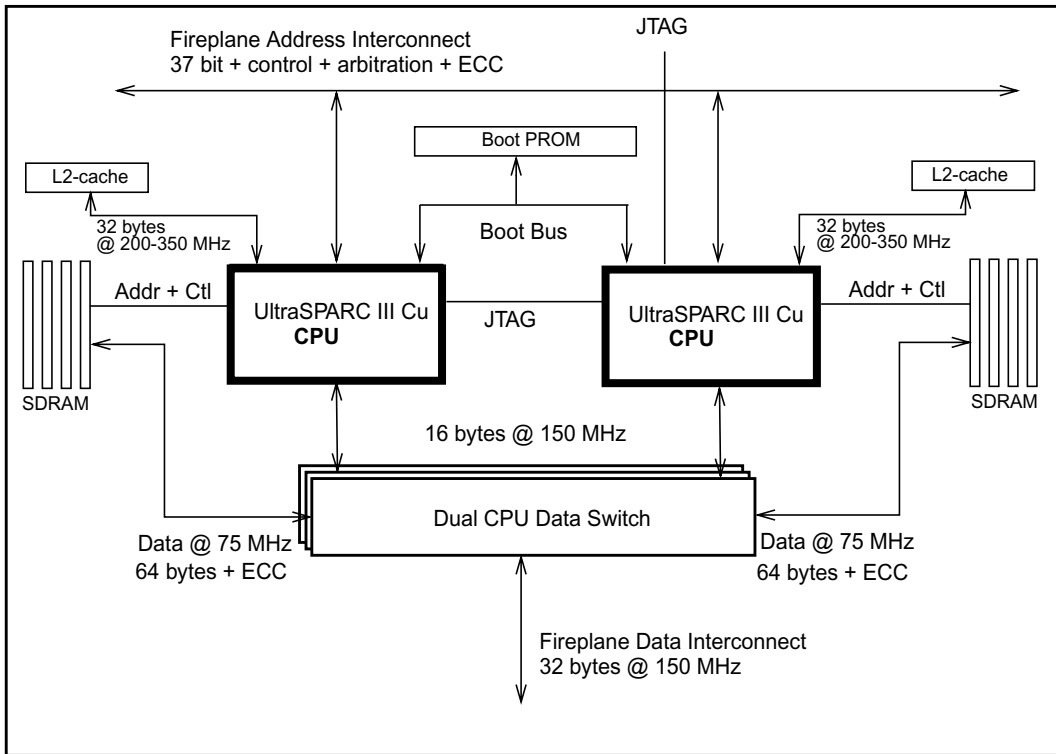 JTAG
Fireplane Address Interconnect
37 bit + control + arbitration + ECC
Boot PROM
L2-cache
L2-cache
32 bytes
@ 200-350 MHz
Boot Bus
32 bytes
@ 200-350 MHz
Addr + Ctl
UltraSPARC III Cu
CPU
JTAG
UltraSPARC III Cu
CPU
Addr + Ctl
SDRAM
SDRAM
16 bytes @ 150 MHz
Dual CPU Data Switch
Data @ 75 MHz
64 bytes + ECC
Data @ 75 MHz
64 bytes + ECC
Fireplane Data Interconnect
32 bytes @ 150 MHz